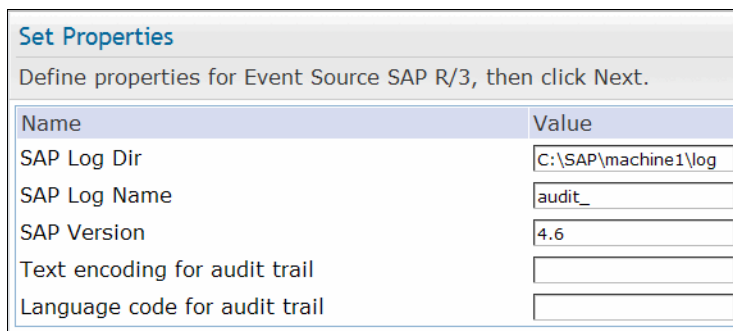 Set Properties
Define properties for Event Source SAP R/3, then click Next.
Name Value
SAP Log Dir C:\SAP\machine1\log
SAP Log Name audit_
SAP Version 4.6
Text encoding for audit trail
Language code for audit trail